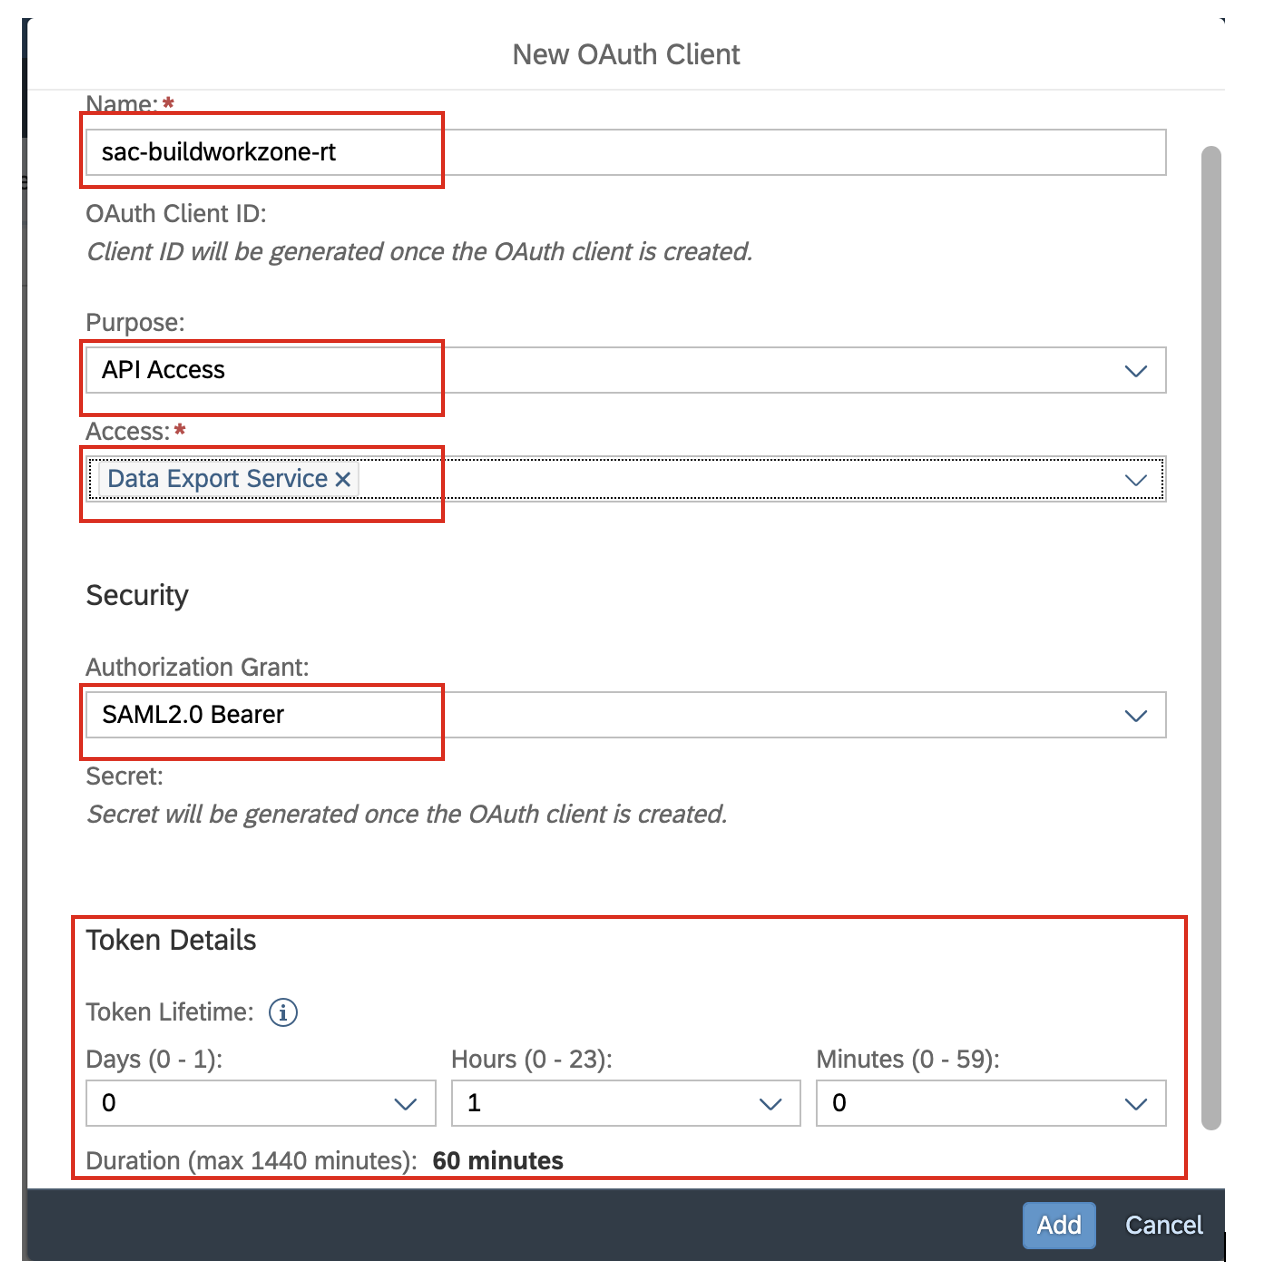 New OAuth Client
Name:*
sac-buildworkzone-rt
OAuth Client ID:
Client ID will be generated once the OAuth client is created.
Purpose:
API Access
Access:*
Data Export Service ×
Security
Authorization Grant:
SAML2.0 Bearer
Secret:
Secret will be generated once the OAuth client is created.
Token Details
Token Lifetime: i
Days (0 - 1): Hours (0 - 23): Minutes (0 - 59):
0 1 0
Duration (max 1440 minutes): 60 minutes
Add Cancel